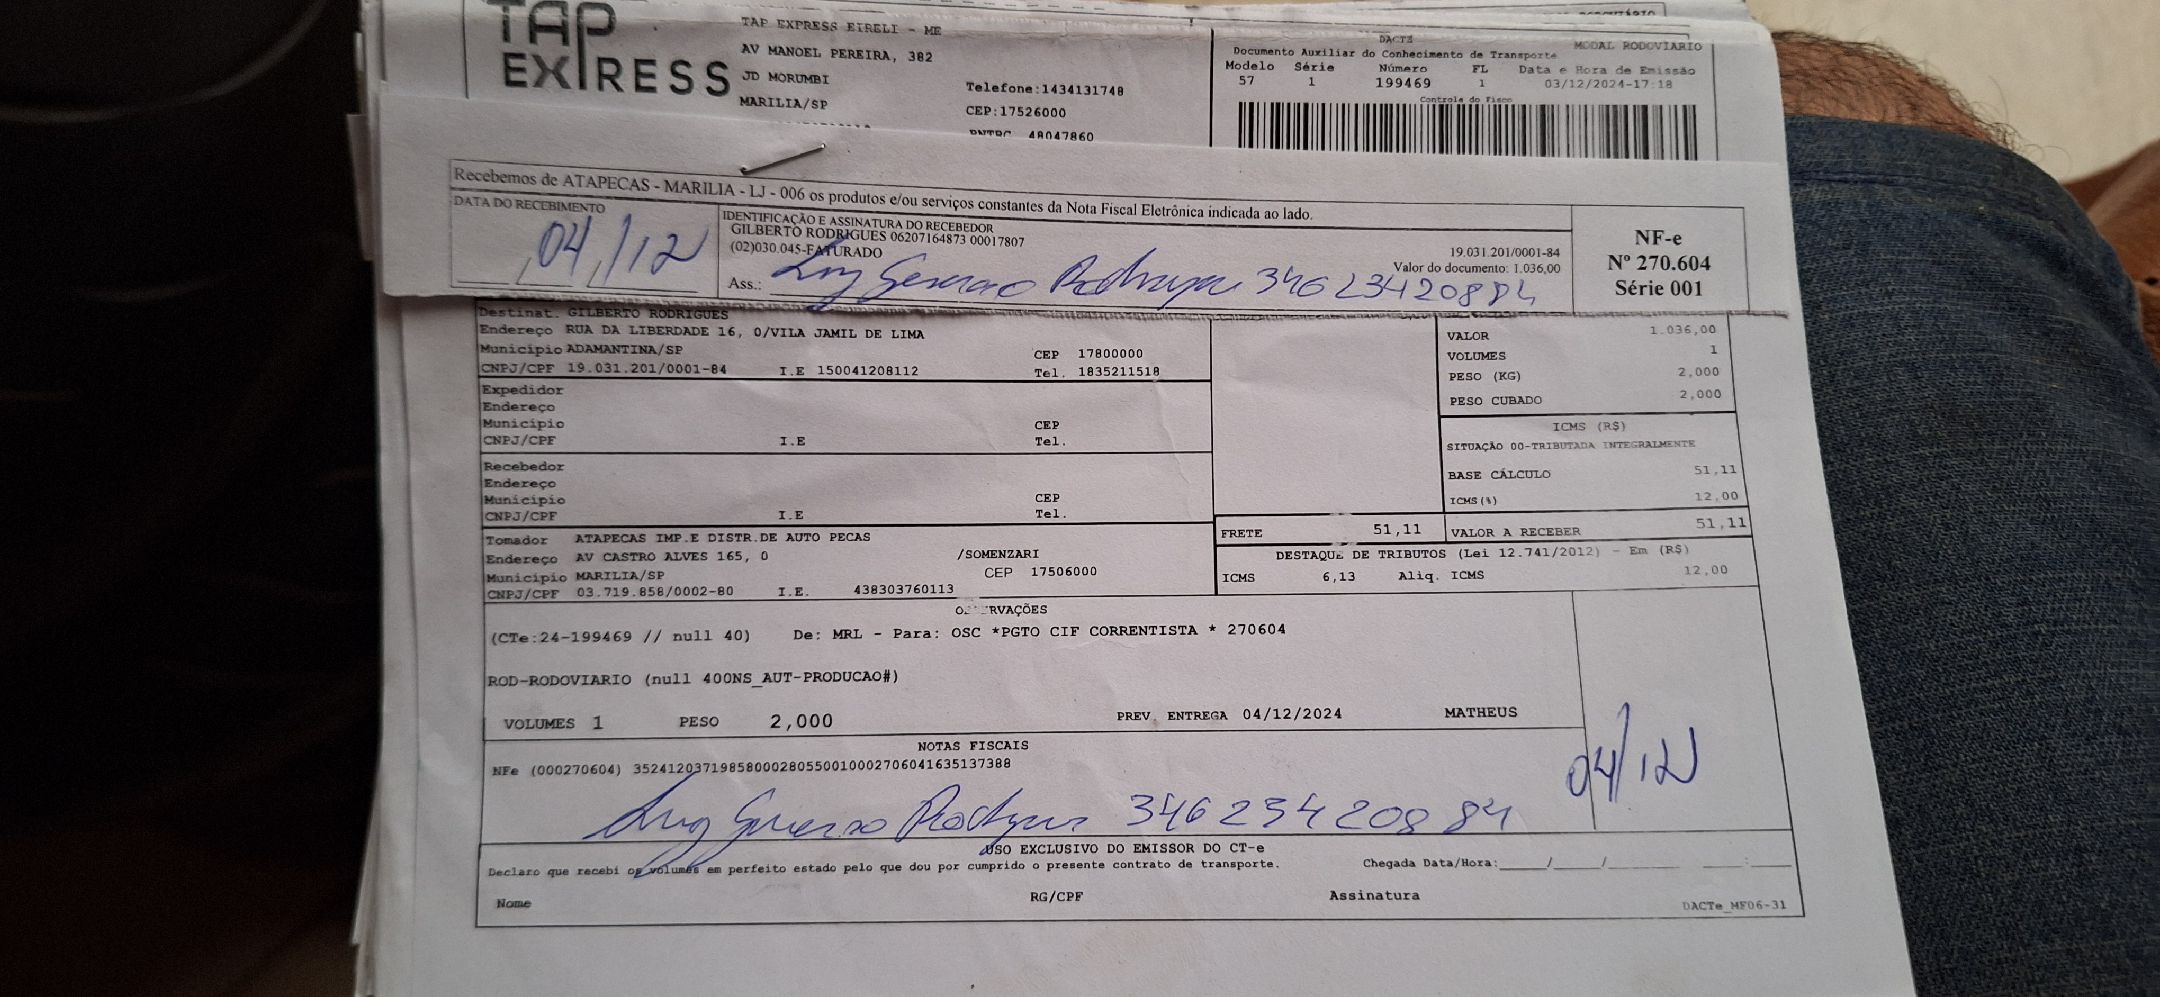 TAP EXPRESS
TAP EXPRESS EIRELI - ME
AV MANOEL PEREIRA, 382
JD MORUMBI
MARILIA/SP
Telefone:1434131748
CEP:17526000
RNTRC 48047860
DACTE
Documento Auxiliar do Conhecimento de Transporte MODAL RODOVIARIO
Modelo Série Número FL Data e Hora de Emissão
57 1 199469 1 03/12/2024-17:18
Controle do Fisco
Recebemos de ATAPECAS - MARILIA - LJ - 006 os produtos e/ou serviços constantes da Nota Fiscal Eletrônica indicada ao lado.
DATA DO RECEBIMENTO
04/12
IDENTIFICAÇÃO E ASSINATURA DO RECEBEDOR
GILBERTO RODRIGUES 06207164873 00017807
(02)030.045-FATURADO
19.031.201/0001-84
Valor do documento: 1.036,00
Ass.: Rodrigues 34623420884
NF-e
Nº 270.604
Série 001
Destinat. GILBERTO RODRIGUES
Endereço RUA DA LIBERDADE 16, 0/VILA JAMIL DE LIMA
Município ADAMANTINA/SP CEP 17800000
CNPJ/CPF 19.031.201/0001-84 I.E 150041208112 Tel. 1835211518
VALOR 1.036,00
VOLUMES 1
PESO (KG) 2,000
PESO CUBADO 2,000
Expedidor
Endereço
Município CEP
CNPJ/CPF I.E Tel.
ICMS (R$)
SITUAÇÃO 00-TRIBUTADA INTEGRALMENTE
BASE CÁLCULO 51,11
ICMS(%) 12,00
Recebedor
Endereço
Município CEP
CNPJ/CPF I.E Tel.
FRETE 51,11 VALOR A RECEBER 51,11
Tomador ATAPECAS IMP.E DISTR.DE AUTO PECAS
Endereço AV CASTRO ALVES 165, 0 /SOMENZARI
Município MARILIA/SP CEP 17506000
CNPJ/CPF 03.719.858/0002-80 I.E. 438303760113
DESTAQUE DE TRIBUTOS (Lei 12.741/2012) - Em (R$)
ICMS 6,13 Aliq. ICMS 12,00
OBSERVAÇÕES
(CTe:24-199469 // null 40) De: MRL - Para: OSC *PGTO CIF CORRENTISTA * 270604
ROD-RODOVIARIO (null 400NS_AUT-PRODUCAO#)
VOLUMES 1 PESO 2,000 PREV. ENTREGA 04/12/2024 MATHEUS
NOTAS FISCAIS
NFe (000270604) 35241203719858000280550010002706041635137388
Rodrigues 34623420884
04/12
USO EXCLUSIVO DO EMISSOR DO CT-e
Declaro que recebi os volumes em perfeito estado pelo que dou por cumprido o presente contrato de transporte. Chegada Data/Hora:____/____/______ ____:____
Nome RG/CPF Assinatura
DACTe_MF06-31